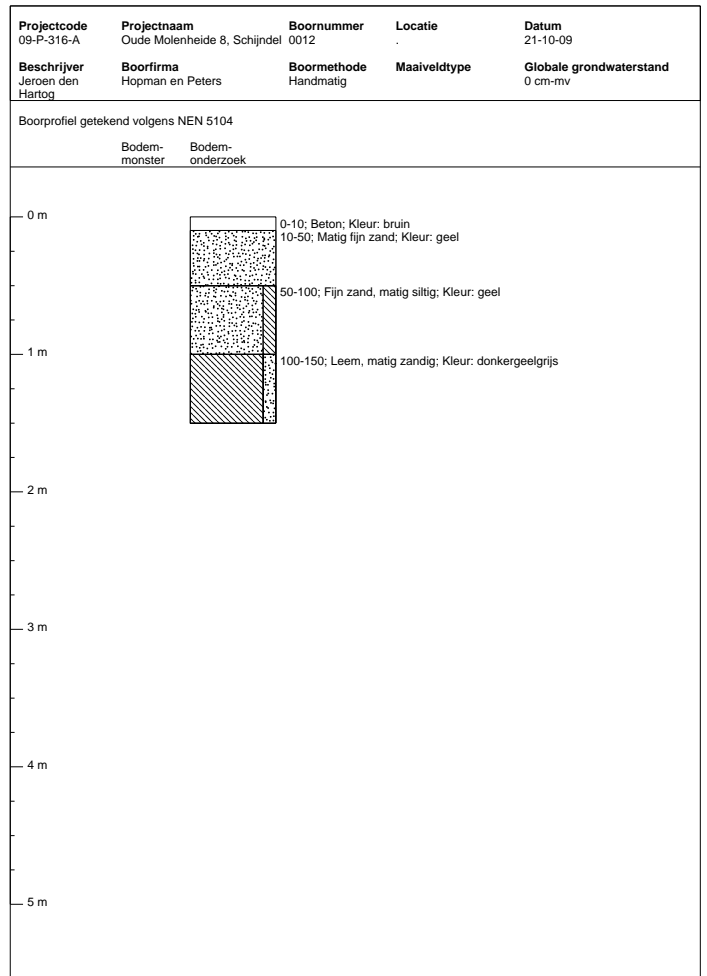 Projectcode Projectnaam Boornummer Locatie Datum
09-P-316-A Oude Molenheide 8, Schijndel 0012 . 21-10-09
Beschrijver Boorfirma Boormethode Maaiveldtype Globale grondwaterstand
Jeroen den Hopman en Peters Handmatig 0 cm-mv
Hartog
Boorprofiel getekend volgens NEN 5104
Bodem- Bodem-
monster onderzoek
0 m
0-10; Beton; Kleur: bruin
10-50; Matig fijn zand; Kleur: geel
50-100; Fijn zand, matig siltig; Kleur: geel
1 m
100-150; Leem, matig zandig; Kleur: donkergeelgrijs
2 m
3 m
4 m
5 m